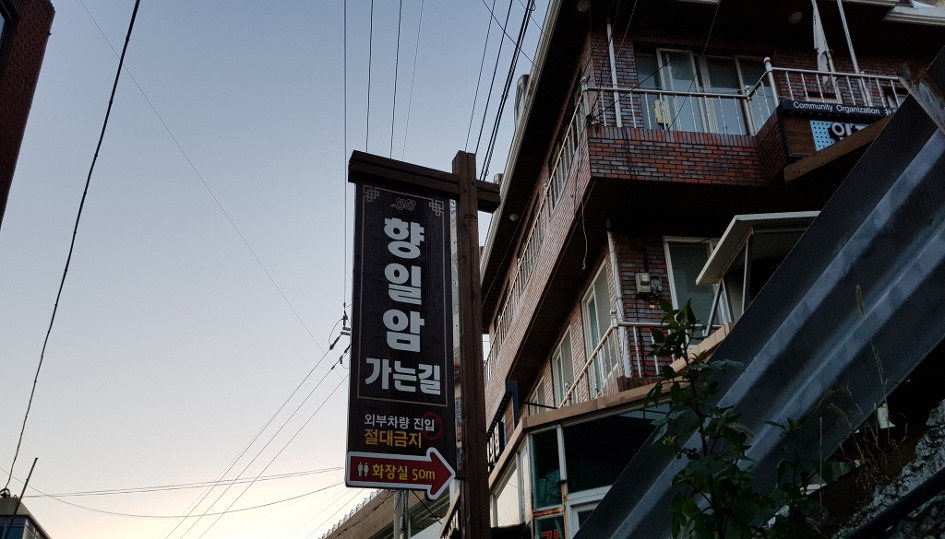 향
일
암
가는길
외부차량 진입
절대금지
화장실 50m
Community Organization